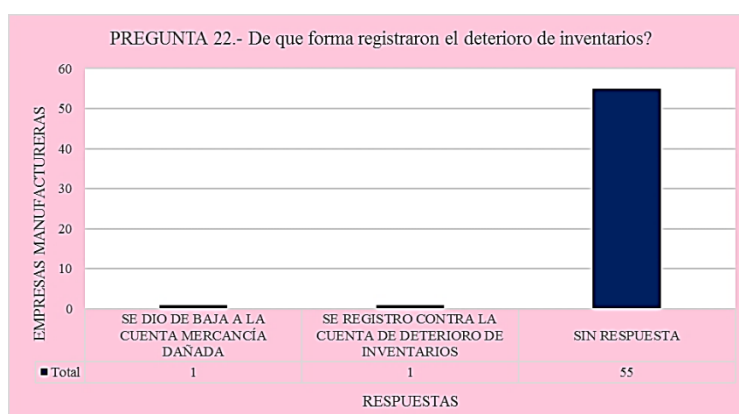 PREGUNTA 22.- De que forma registraron el deterioro de inventarios?
EMPRESAS MANUFACTURERAS
60
50
40
30
20
10
0
SE DIO DE BAJA A LA
CUENTA MERCANCÍA
DAÑADA
SE REGISTRO CONTRA LA
CUENTA DE DETERIORO DE
INVENTARIOS
SIN RESPUESTA
Total 1 1 55
RESPUESTAS